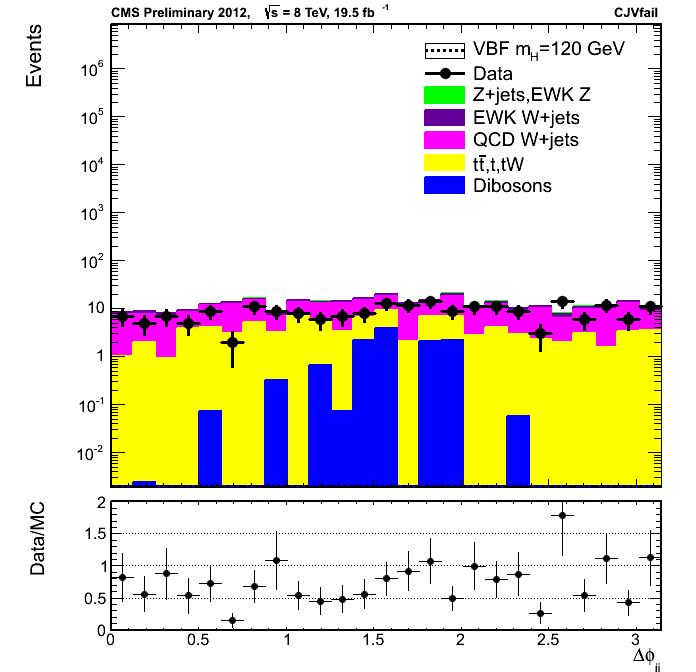 CMS Preliminary 2012, √s = 8 TeV, 19.5 fb⁻¹ CJVfail
Events
VBF m_H=120 GeV
Data
Z+jets,EWK Z
EWK W+jets
QCD W+jets
tt̄,t,tW
Dibosons
10⁶
10⁵
10⁴
10³
10²
10
1
10⁻¹
10⁻²
Data/MC
2
1.5
1
0.5
0
0 0.5 1 1.5 2 2.5 3
Δϕ_jj